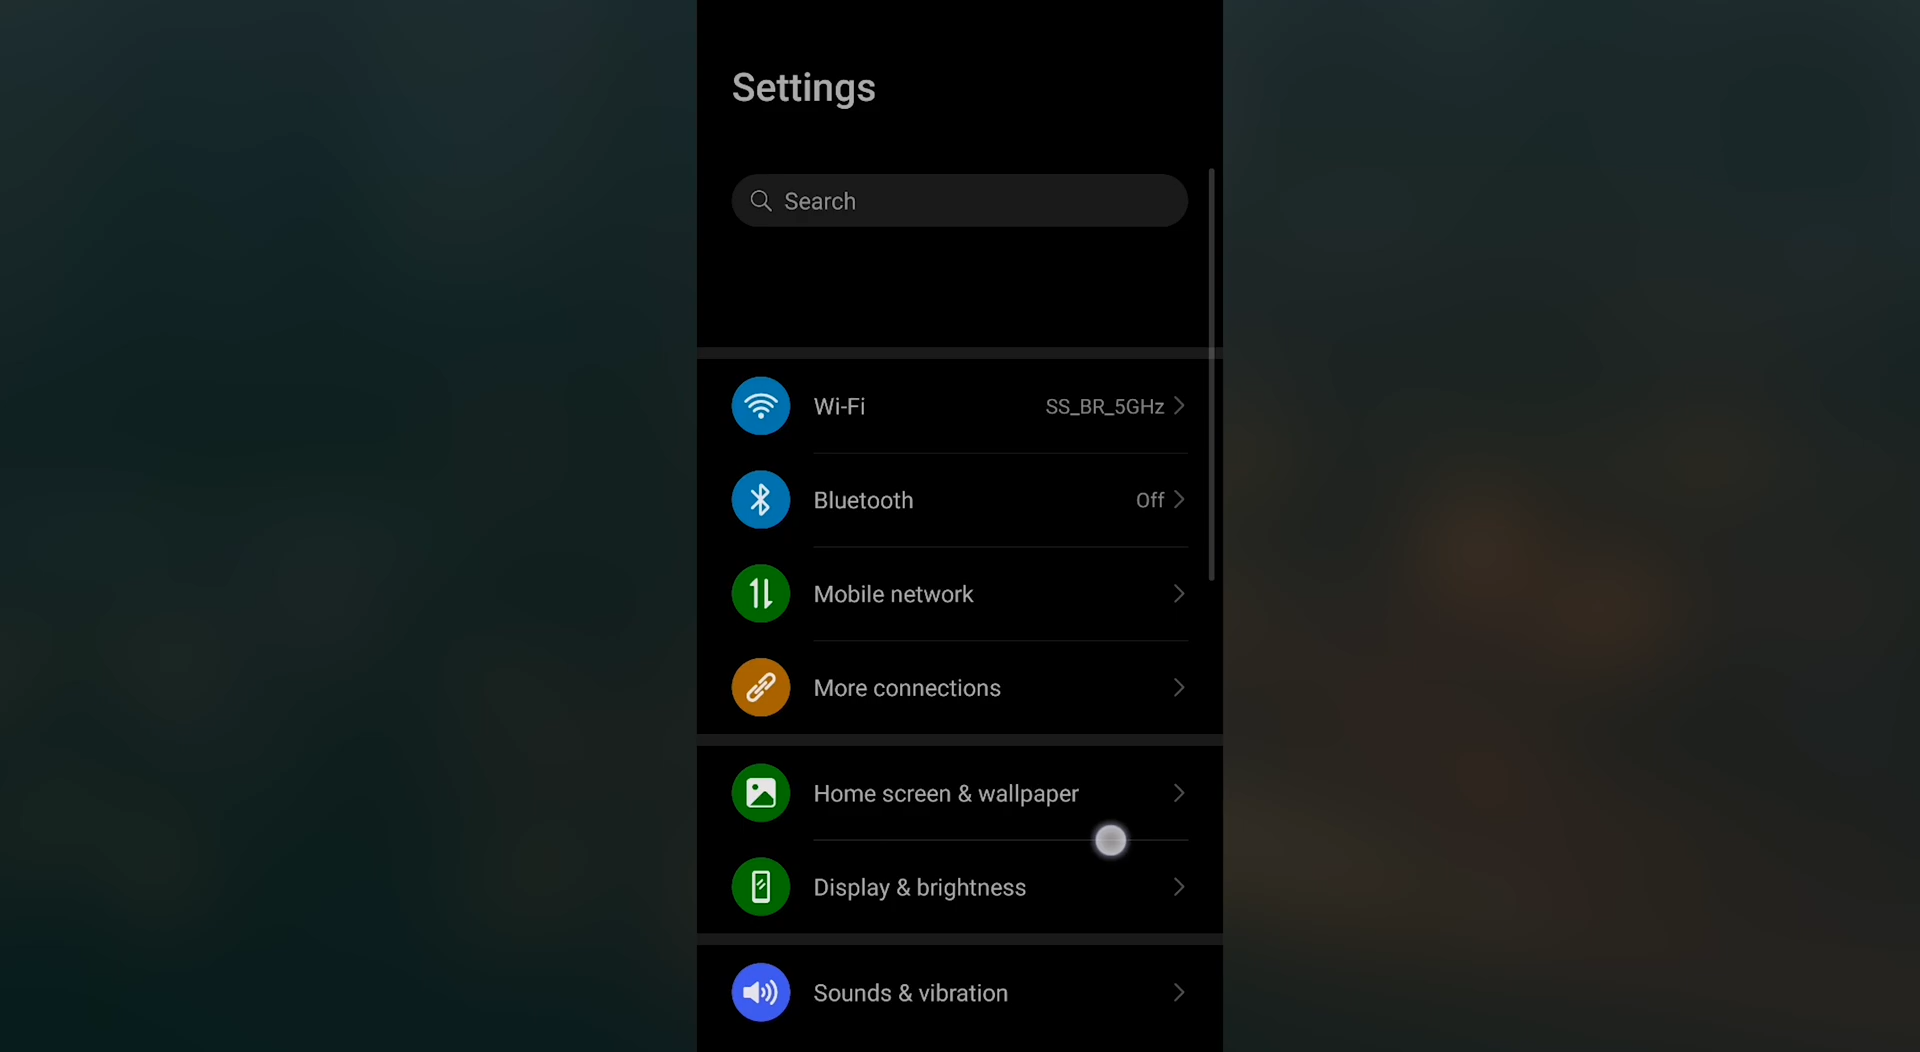 Settings
Search
Wi-Fi SS_BR_5GHz
Bluetooth Off
Mobile network
More connections
Home screen & wallpaper
Display & brightness
Sounds & vibration